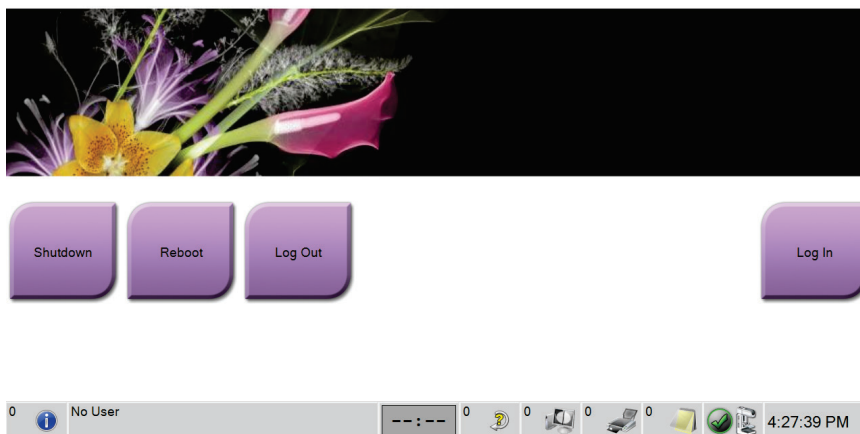 Shutdown
Reboot
Log Out
Log In
0
No User
--:--
0
0
0
0
4:27:39 PM